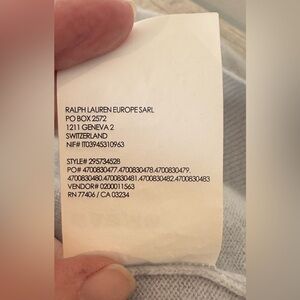 RALPH LAUREN EUROPE SARL
PO BOX 2572
1211 GENEVA 2
SWITZERLAND
NIF# IT03945310963
STYLE# 295734528
PO# 4700830477,4700830478,4700830479,
4700830480,4700830481,4700830482,4700830483
VENDOR# 0200011563
RN 77406 / CA 03234